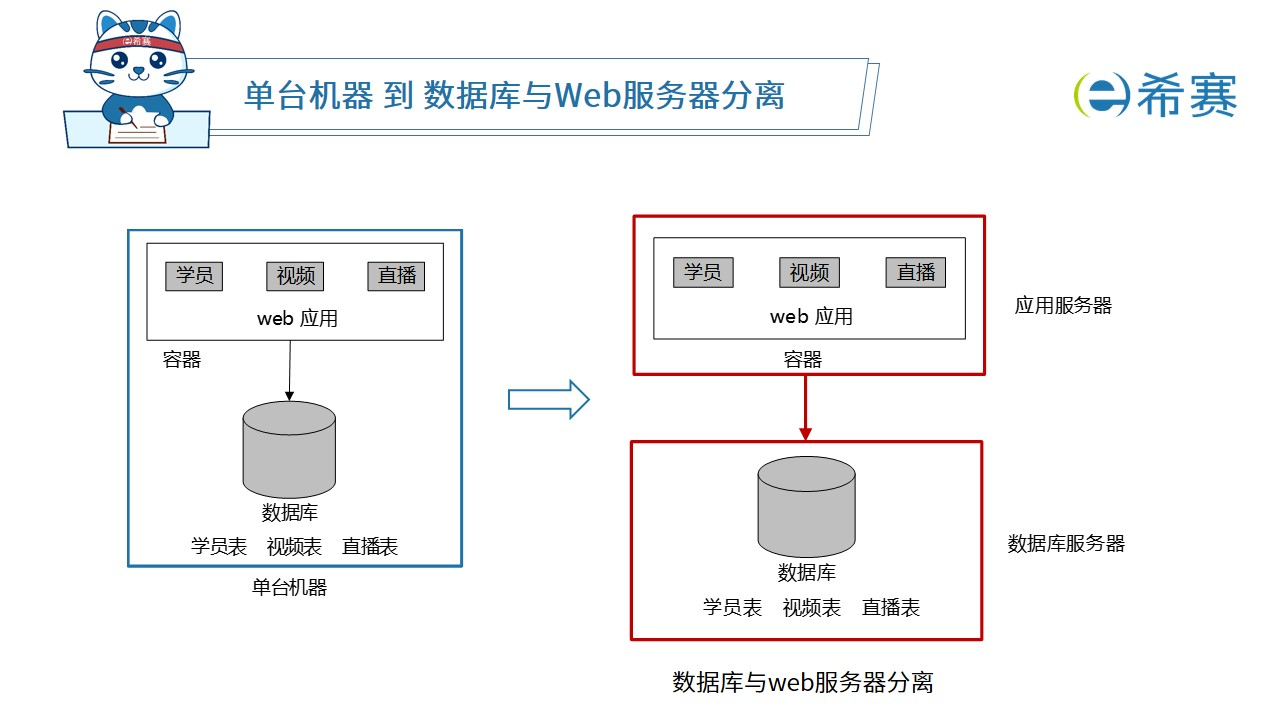 希赛
单台机器 到 数据库与Web服务器分离
希赛
学员 视频 直播
web 应用
容器
数据库
学员表 视频表 直播表
单台机器
学员 视频 直播
web 应用
容器
应用服务器
数据库
学员表 视频表 直播表
数据库服务器
数据库与web服务器分离